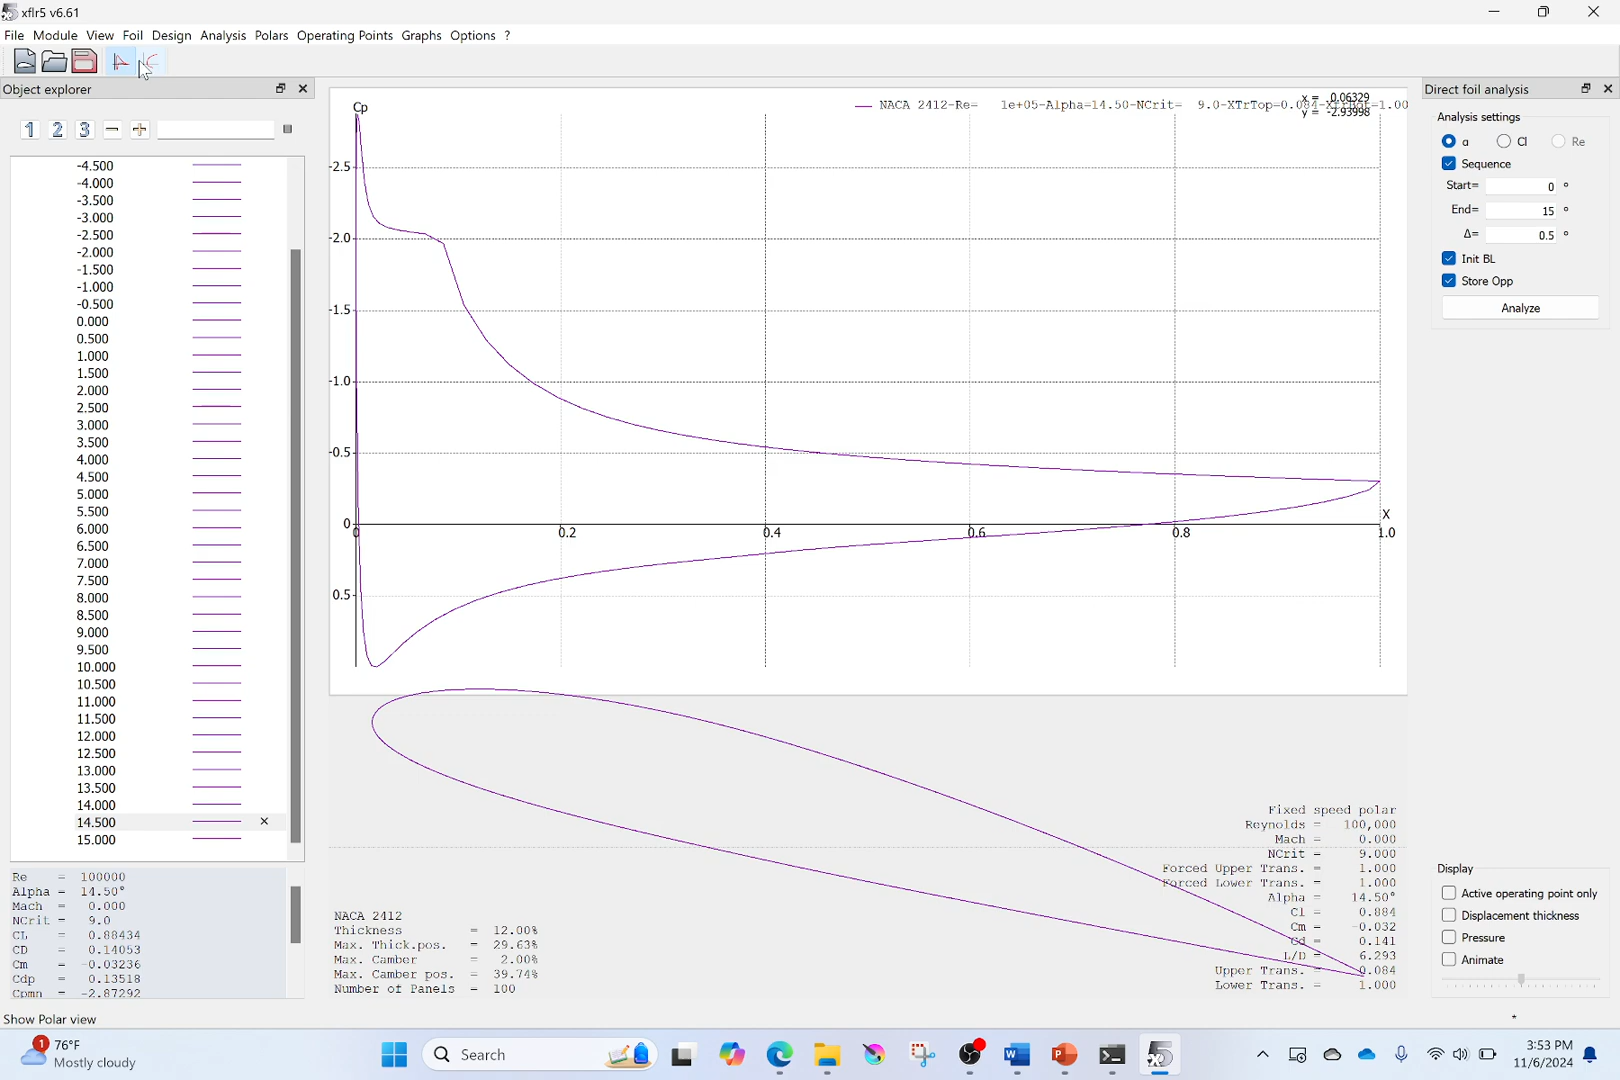 xflr5 v6.61
File Module View Foil Design Analysis Polars Operating Points Graphs Options ?
Object explorer
1 2 3
-4.500
-4.000
-3.500
-3.000
-2.500
-2.000
-1.500
-1.000
-0.500
0.000
0.500
1.000
1.500
2.000
2.500
3.000
3.500
4.000
4.500
5.000
5.500
6.000
6.500
7.000
7.500
8.000
8.500
9.000
9.500
10.000
10.500
11.000
11.500
12.000
12.500
13.000
13.500
14.000
14.500
15.000
Re = 100000
Alpha = 14.50°
Mach = 0.000
NCrit = 9.0
CL = 0.88434
CD = 0.14053
Cm = -0.03236
Cdp = 0.13518
Cpmn = -2.87292
Show Polar view
Cp
NACA 2412-Re= 1e+05-Alpha=14.50-NCrit= 9.0-XTrTop=0.084-XTrBot=1.00
x = 0.06329
y = -2.93998
-2.5
-2.0
-1.5
-1.0
-0.5
0
0.5
X
0 0.2 0.4 0.6 0.8 1.0
NACA 2412
Thickness = 12.00%
Max. Thick.pos. = 29.63%
Max. Camber = 2.00%
Max. Camber pos. = 39.74%
Number of Panels = 100
Fixed speed polar
Reynolds = 100,000
Mach = 0.000
NCrit = 9.000
Forced Upper Trans. = 1.000
Forced Lower Trans. = 1.000
Alpha = 14.50°
Cl = 0.884
Cm = -0.032
Cd = 0.141
L/D = 6.293
Upper Trans. = 0.084
Lower Trans. = 1.000
Direct foil analysis
Analysis settings
α Cl Re
Sequence
Start= 0 °
End= 15 °
Δ= 0.5 °
Init BL
Store Opp
Analyze
Display
Active operating point only
Displacement thickness
Pressure
Animate
*
1
76°F
Mostly cloudy
Search
3:53 PM
11/6/2024